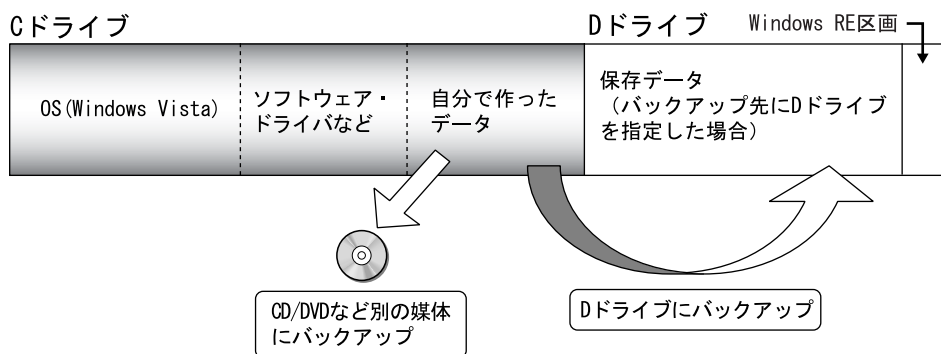 Cドライブ
Dドライブ
Windows RE区画
OS(Windows Vista)
ソフトウェア・
ドライバなど
自分で作った
データ
保存データ
(バックアップ先にDドライブ
を指定した場合)
CD/DVDなど別の媒体
にバックアップ
Dドライブにバックアップ